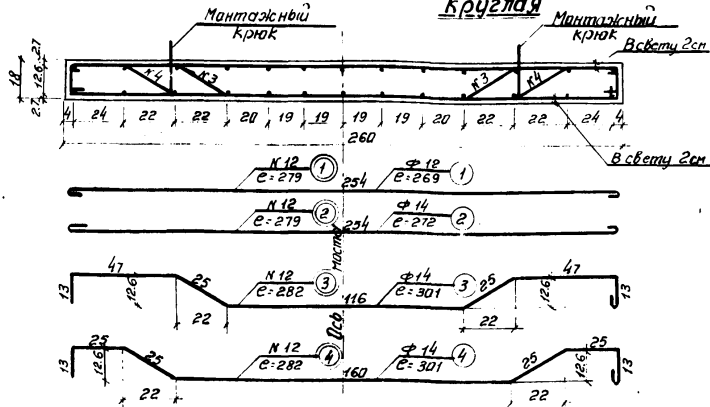 Круглая
Монтажный
крюк
Монтажный
крюк
В свету 2см
18
2.7
12.6
2.7
К4
К3
К3
К4
4 24 22 22 20 19 19 19 19 20 22 22 24 4
260
В свету 2см
N 12
ℓ=279
1
254
Ф 12
ℓ=269
1
N 12
ℓ=279
2
254
Ф 14
ℓ=272
2
моста
47
25
N 12
ℓ=282
3
116
Ф 14
ℓ=301
3
25
47
13
12.6
22
22
12.6
13
Ось
25
25
N 12
ℓ=282
4
160
Ф 14
ℓ=301
4
25
25
13
12.6
22
22
12.6
13